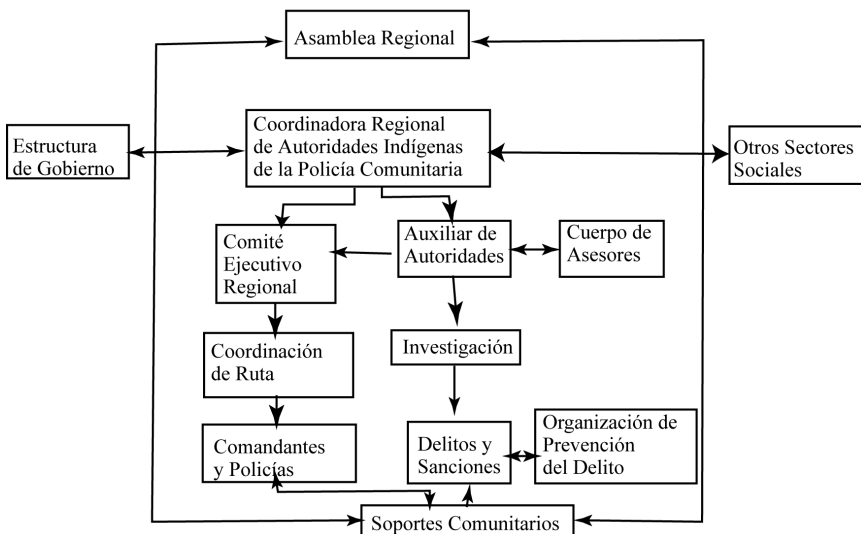 Asamblea Regional
Estructura
de Gobierno
Coordinadora Regional
de Autoridades Indígenas
de la Policía Comunitaria
Otros Sectores
Sociales
Comité
Ejecutivo
Regional
Auxiliar de
Autoridades
Cuerpo de
Asesores
Coordinación
de Ruta
Investigación
Comandantes
y Policías
Delitos y
Sanciones
Organización de
Prevención
del Delito
Soportes Comunitarios